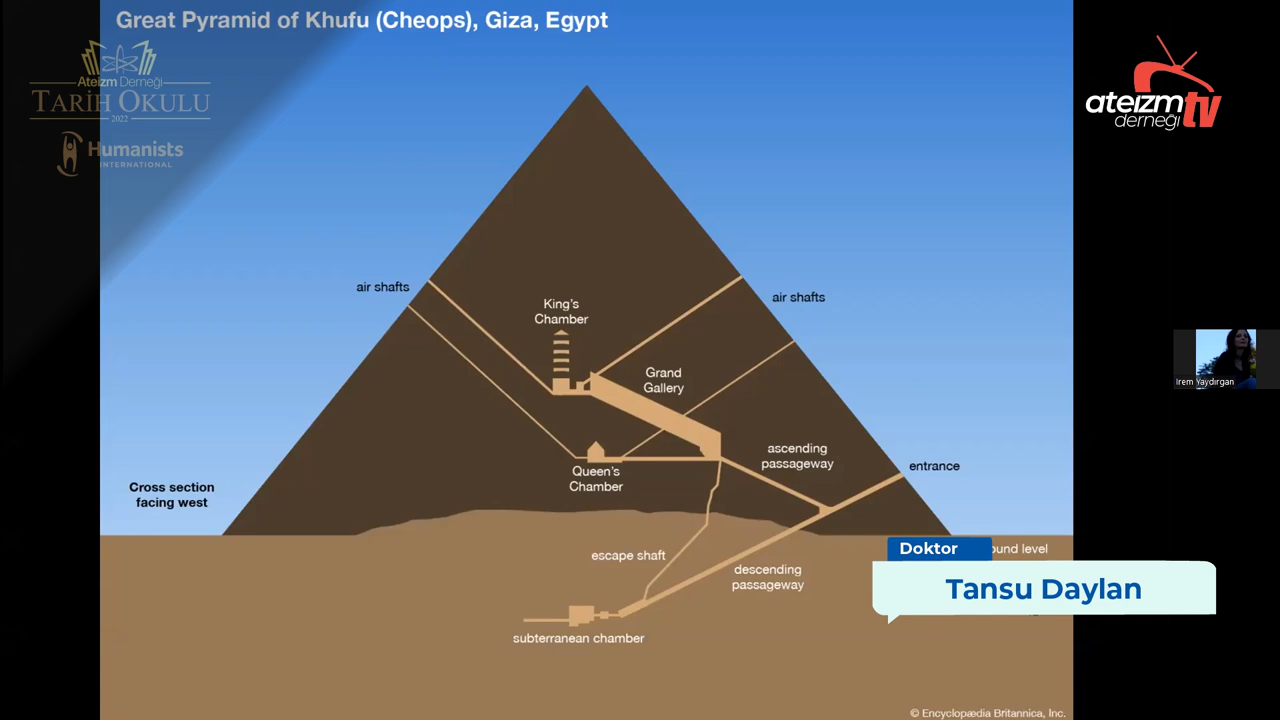 Great Pyramid of Khufu (Cheops), Giza, Egypt
Ateizm Derneği
TARİH OKULU
2022
Humanists
INTERNATIONAL
ateizm tv
derneği
air shafts
air shafts
King's
Chamber
Grand
Gallery
Irem Yaydırgan
ascending
passageway
entrance
Queen's
Chamber
Cross section
facing west
escape shaft
descending
passageway
ound level
Doktor
Tansu Daylan
subterranean chamber
© Encyclopædia Britannica, Inc.